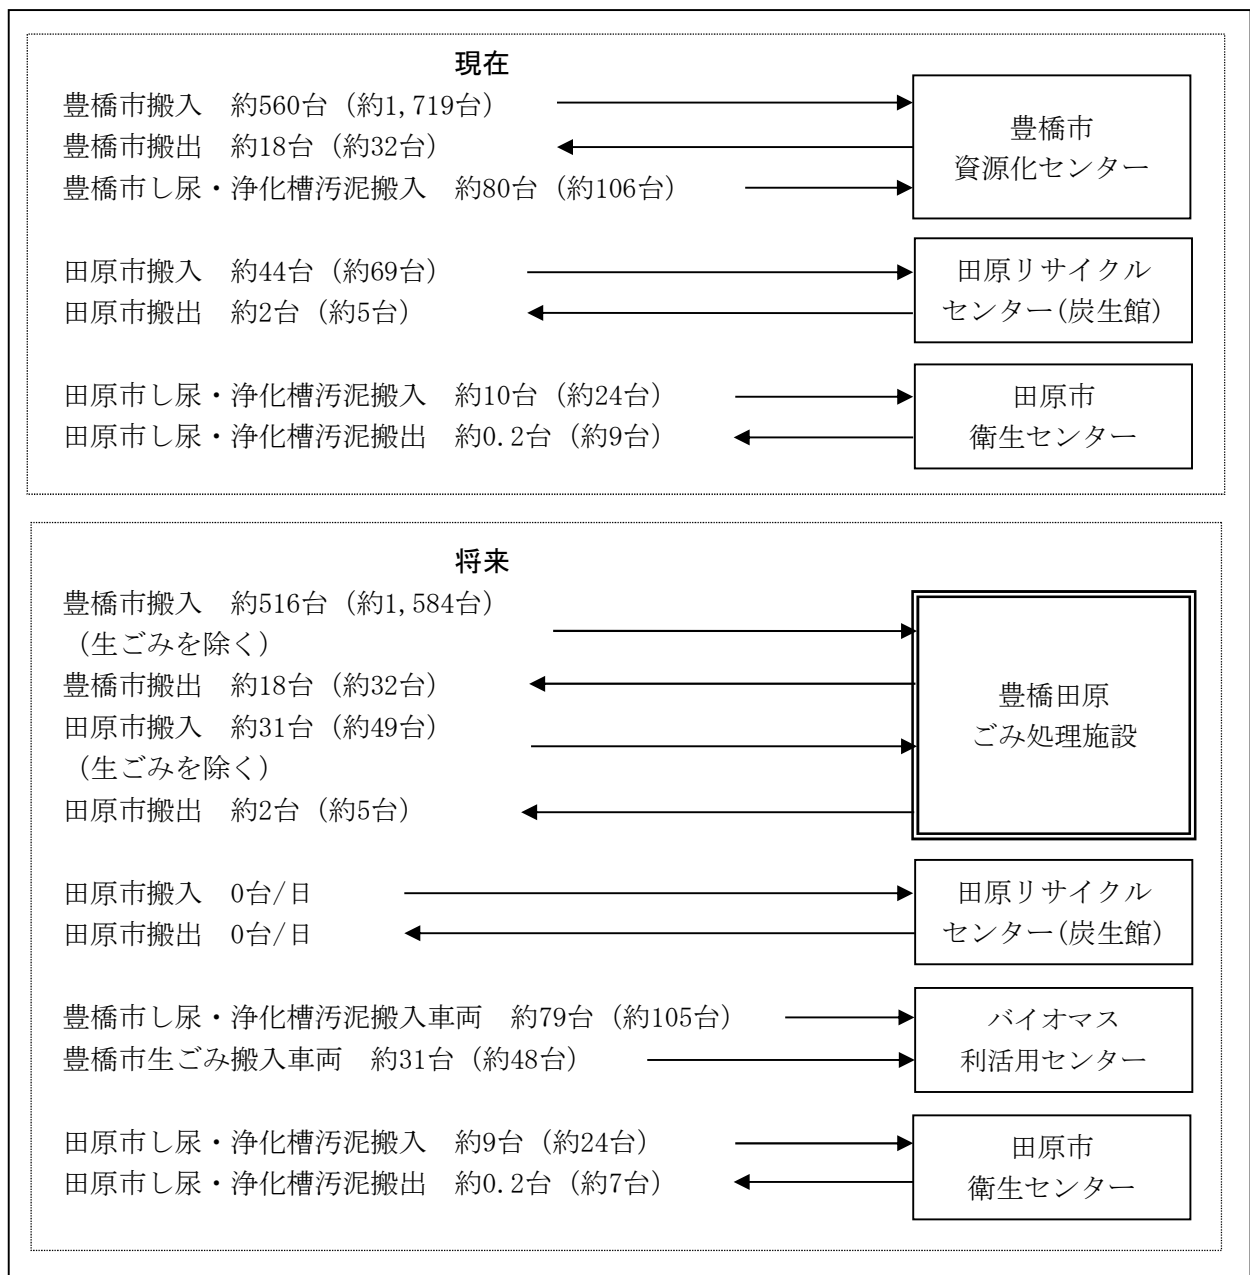 現在
豊橋市搬入　約560台（約1,719台）
豊橋市搬出　約18台（約32台）
豊橋市し尿・浄化槽汚泥搬入　約80台（約106台）
豊橋市
資源化センター
田原市搬入　約44台（約69台）
田原市搬出　約2台（約5台）
田原リサイクル
センター(炭生館)
田原市し尿・浄化槽汚泥搬入　約10台（約24台）
田原市し尿・浄化槽汚泥搬出　約0.2台（約9台）
田原市
衛生センター
将来
豊橋市搬入　約516台（約1,584台）
（生ごみを除く）
豊橋市搬出　約18台（約32台）
田原市搬入　約31台（約49台）
（生ごみを除く）
田原市搬出　約2台（約5台）
豊橋田原
ごみ処理施設
田原市搬入　0台/日
田原市搬出　0台/日
田原リサイクル
センター(炭生館)
豊橋市し尿・浄化槽汚泥搬入車両　約79台（約105台）
豊橋市生ごみ搬入車両　約31台（約48台）
バイオマス
利活用センター
田原市し尿・浄化槽汚泥搬入　約9台（約24台）
田原市し尿・浄化槽汚泥搬出　約0.2台（約7台）
田原市
衛生センター